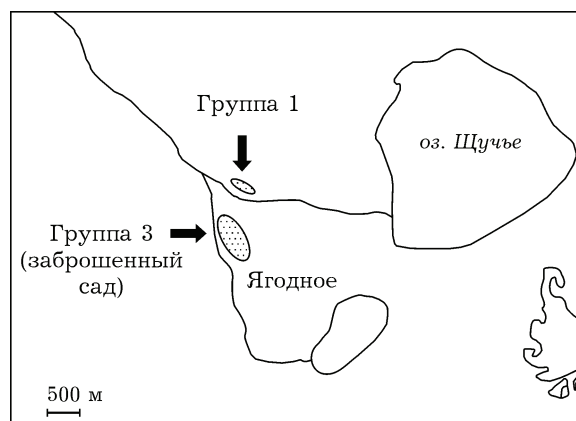 Группа 1
оз. Щучье
Группа 3
(заброшенный
сад)
Ягодное
500 м